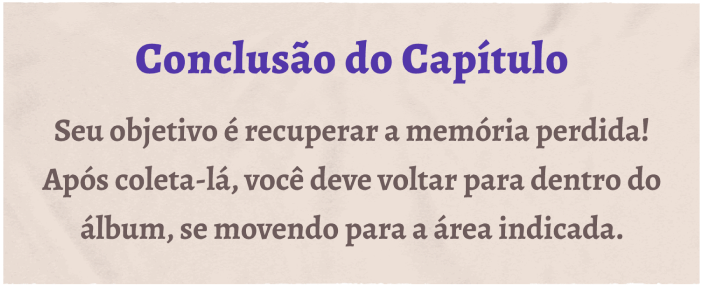 Conclusão do Capítulo
Seu objetivo é recuperar a memória perdida!
Após coleta-lá, você deve voltar para dentro do
álbum, se movendo para a área indicada.